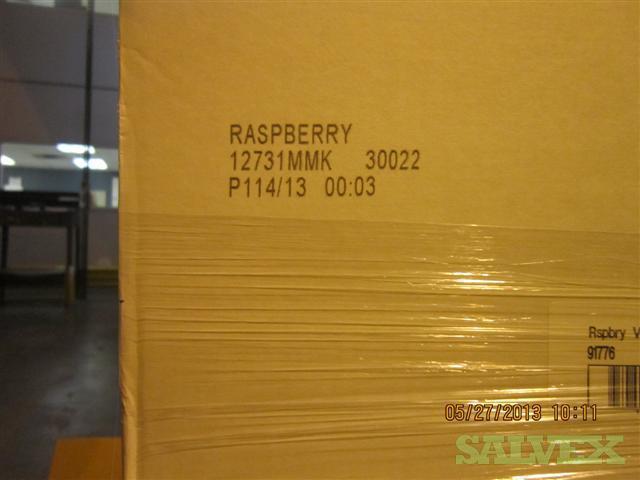 RASPBERRY
12731MMK 30022
P114/13 00:03
Rspbry V
91776
05/27/2013 10:11
SALVEX